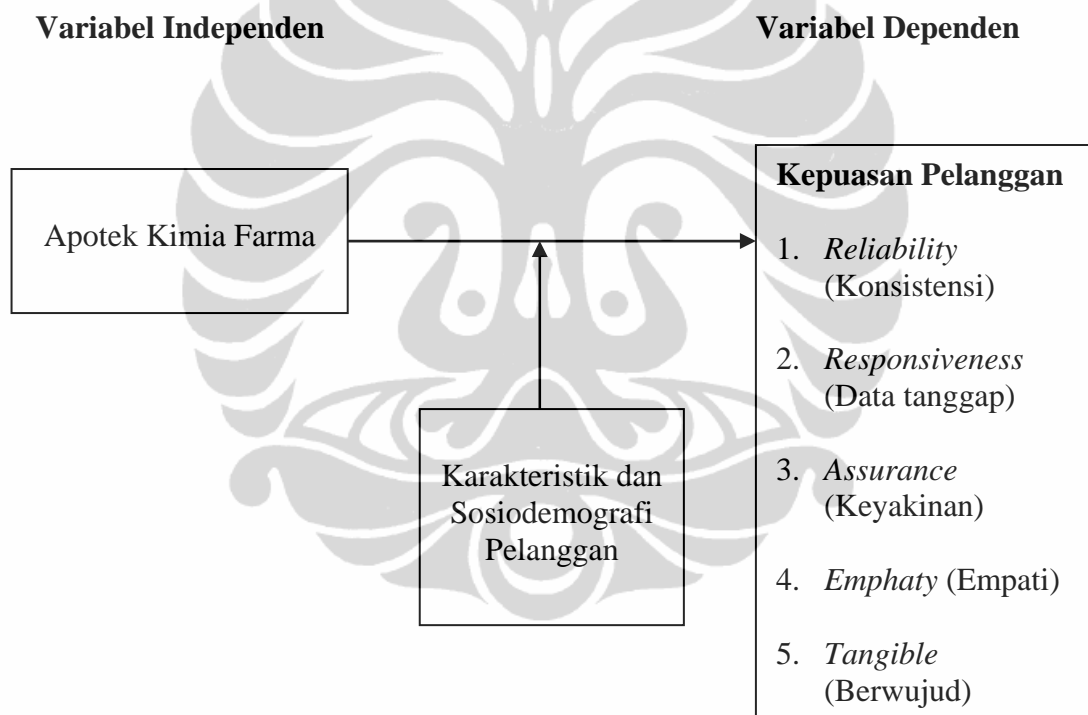 Variabel Independen
Variabel Dependen
Apotek Kimia Farma
Karakteristik dan
Sosiodemografi
Pelanggan
Kepuasan Pelanggan
1. Reliability
(Konsistensi)
2. Responsiveness
(Data tanggap)
3. Assurance
(Keyakinan)
4. Emphaty (Empati)
5. Tangible
(Berwujud)